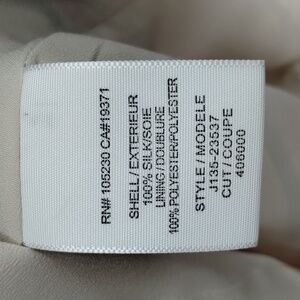 RN# 105230 CA#19371
SHELL / EXTERIEUR
100% SILK/SOIE
LINING / DOUBLURE
100% POLYESTER/POLYESTER
STYLE / MODELE
J135-23537
CUT / COUPE
406000